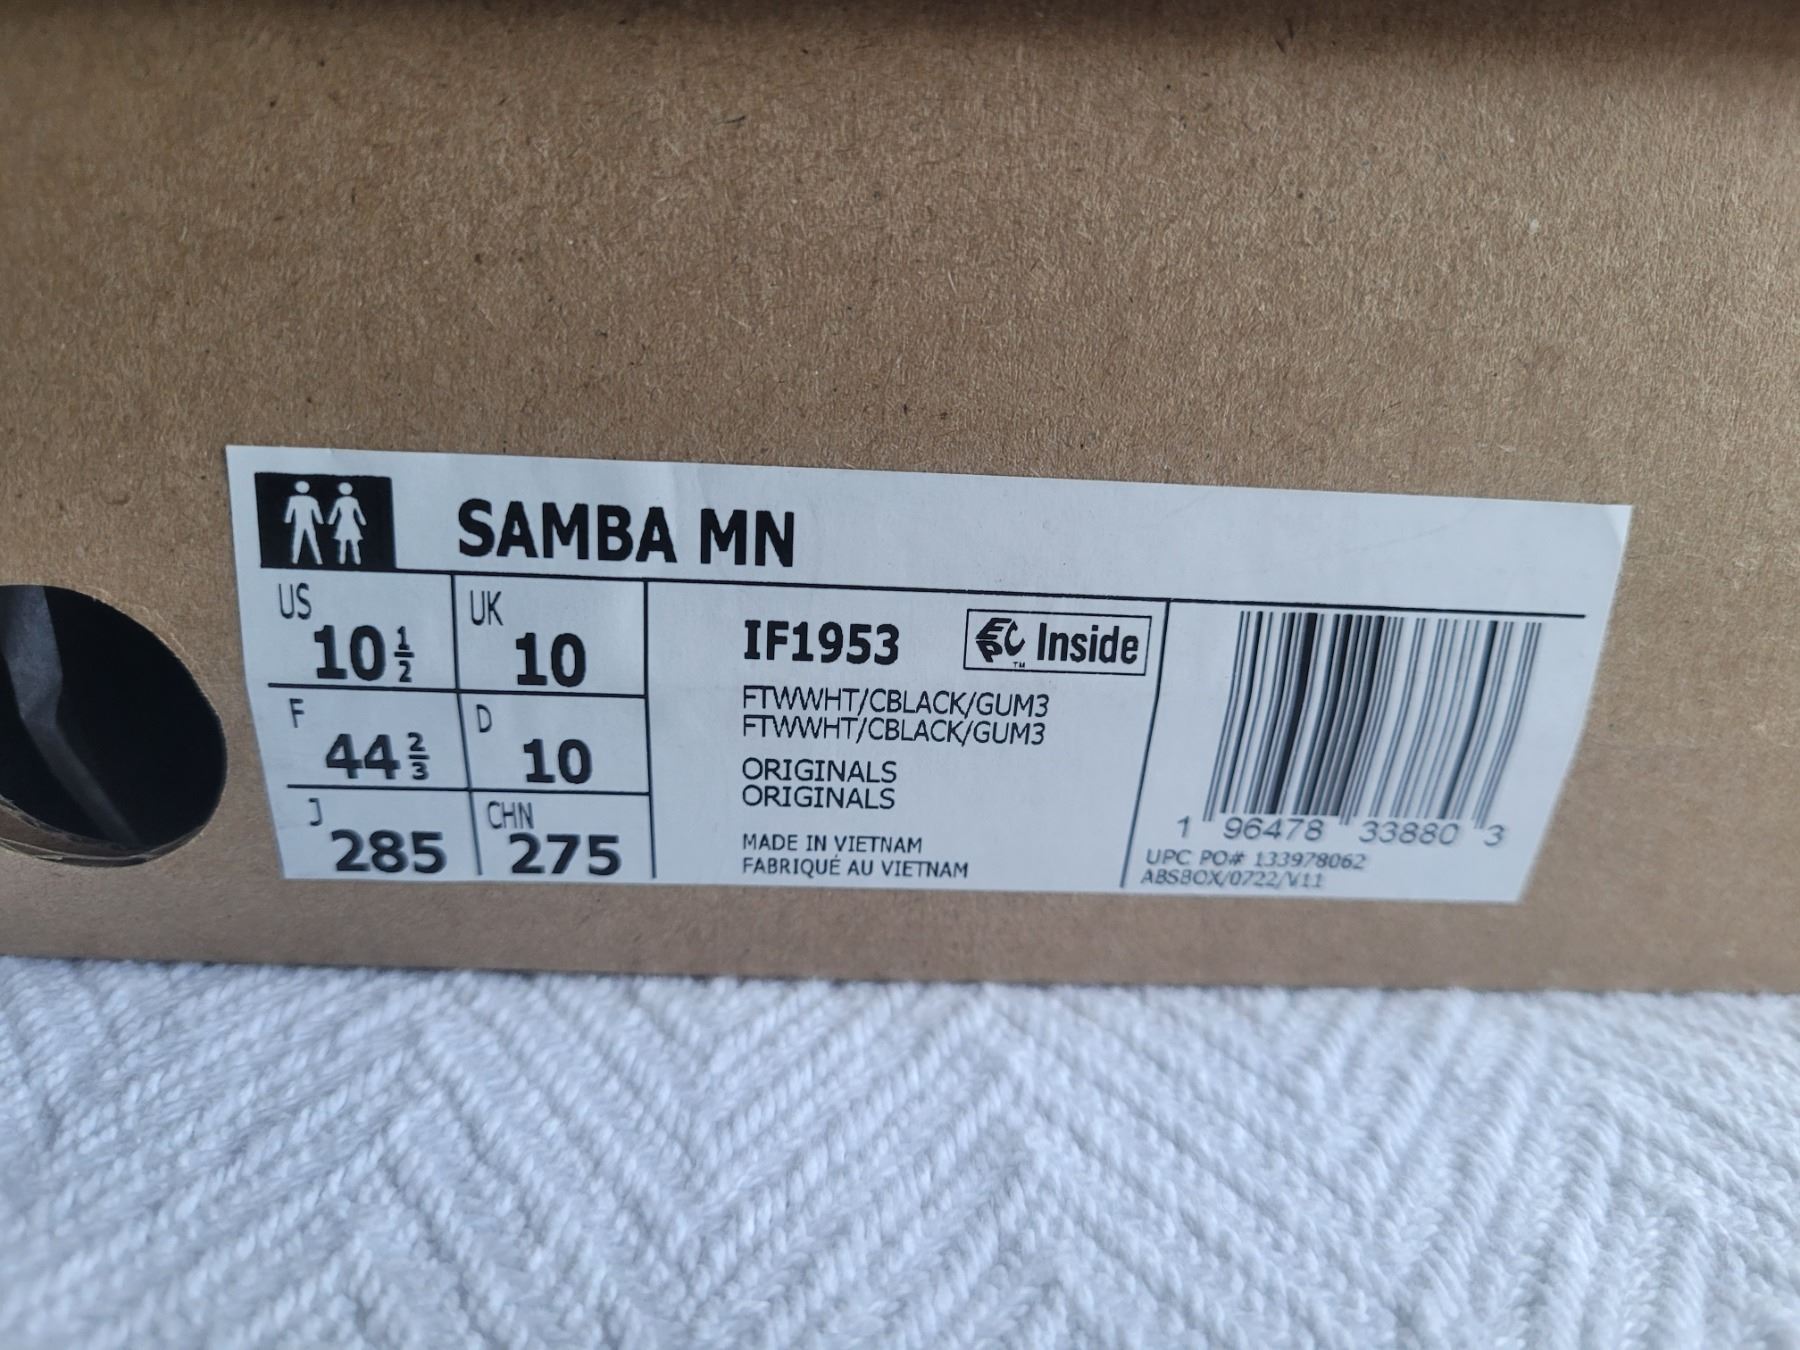 SAMBA MN
US 10 1/2
UK 10
F 44 2/3
D 10
J 285
CHN 275
IF1953
EPC Inside
TM
FTWWHT/CBLACK/GUM3
FTWWHT/CBLACK/GUM3
ORIGINALS
ORIGINALS
MADE IN VIETNAM
FABRIQUÉ AU VIETNAM
1 96478 33880 3
UPC PO# 133978062
ABSBOX/0722/V11